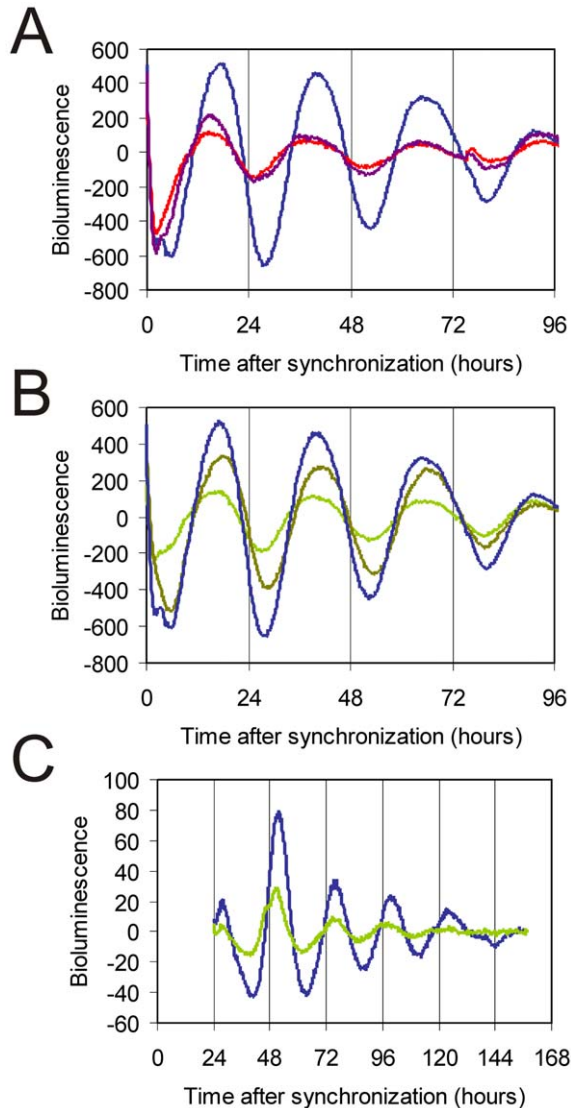 A
Bioluminescence
600
400
200
0
-200
-400
-600
-800
0 24 48 72 96
Time after synchronization (hours)
B
Bioluminescence
600
400
200
0
-200
-400
-600
-800
0 24 48 72 96
Time after synchronization (hours)
C
Bioluminescence
100
80
60
40
20
0
-20
-40
-60
0 24 48 72 96 120 144 168
Time after synchronization (hours)